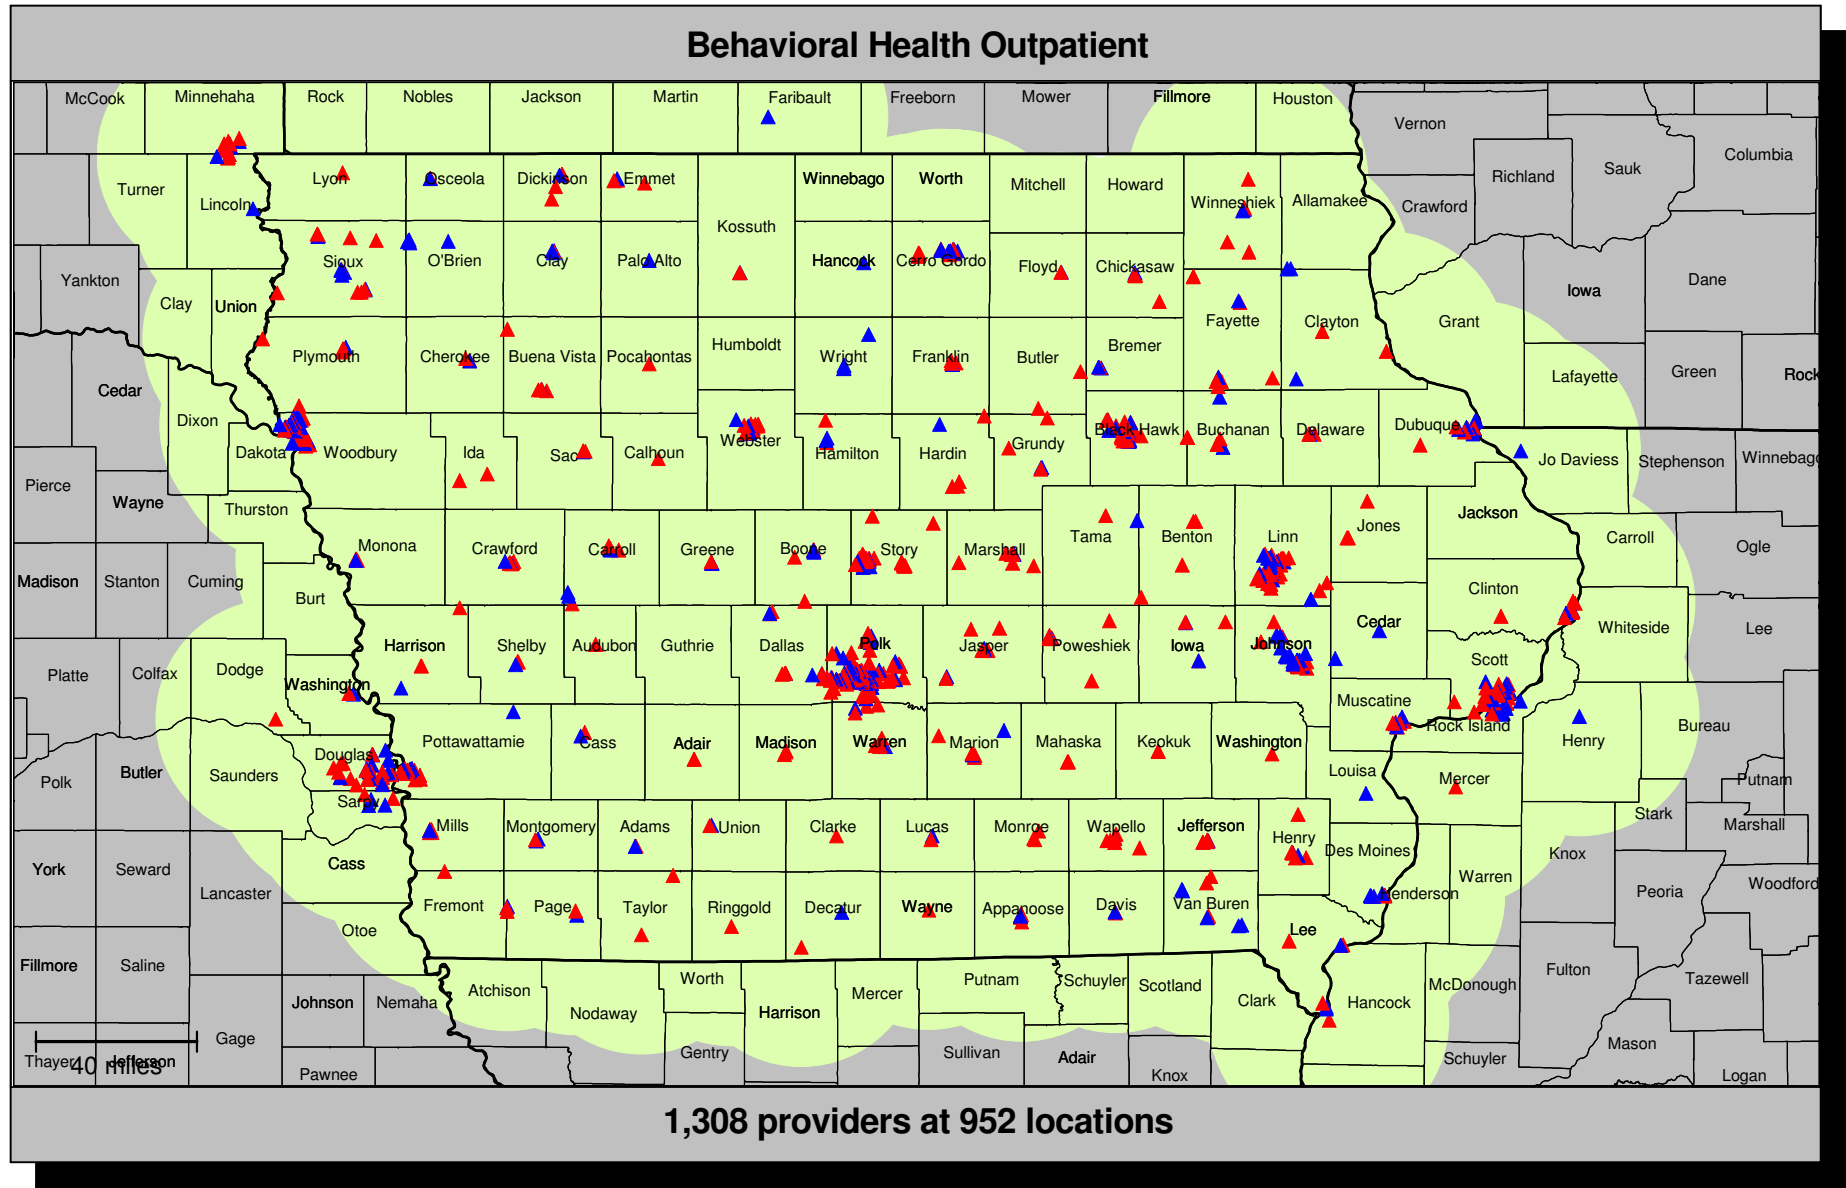 Behavioral Health Outpatient
McCook Minnehaha Rock Nobles Jackson Martin Faribault Freeborn Mower Fillmore Houston
Vernon
Richland Sauk Columbia
Turner Lincoln Lyon Osceola Dickinson Emmet Winnebago Worth Mitchell Howard Winneshiek Allamakee Crawford
Kossuth
Yankton Sioux O'Brien Clay Palo Alto Hancock Cerro Gordo Floyd Chickasaw Iowa Dane
Clay Union Fayette Clayton Grant
Plymouth Cherokee Buena Vista Pocahontas Humboldt Wright Franklin Butler Bremer Lafayette Green Rock
Cedar Dixon
Dakota Woodbury Ida Sac Calhoun Webster Hamilton Hardin Grundy Black Hawk Buchanan Delaware Dubuque Jo Daviess Stephenson Winnebago
Pierce Wayne Thurston Jackson
Monona Crawford Carroll Greene Boone Story Marshall Tama Benton Linn Jones Carroll Ogle
Madison Stanton Cuming Burt Clinton
Harrison Shelby Audubon Guthrie Dallas Polk Jasper Poweshiek Iowa Johnson Cedar Whiteside Lee
Platte Colfax Dodge Washington Scott
Muscatine Rock Island Henry Bureau
Pottawattamie Cass Adair Madison Warren Marion Mahaska Keokuk Washington
Polk Butler Saunders Douglas Louisa Mercer Putnam
Sarpy Stark Marshall
Mills Montgomery Adams Union Clarke Lucas Monroe Wapello Jefferson Henry Des Moines Knox
York Seward Lancaster Cass Warren Peoria Woodford
Fremont Page Taylor Ringgold Decatur Wayne Appanoose Davis Van Buren Henderson
Otoe Lee
Fillmore Saline Fulton Tazewell
Johnson Nemaha Atchison Nodaway Worth Harrison Mercer Putnam Schuyler Scotland Clark Hancock McDonough
Gage Gentry Sullivan Adair Schuyler Mason
Thayer Jefferson
40 miles
Pawnee Knox Logan
1,308 providers at 952 locations